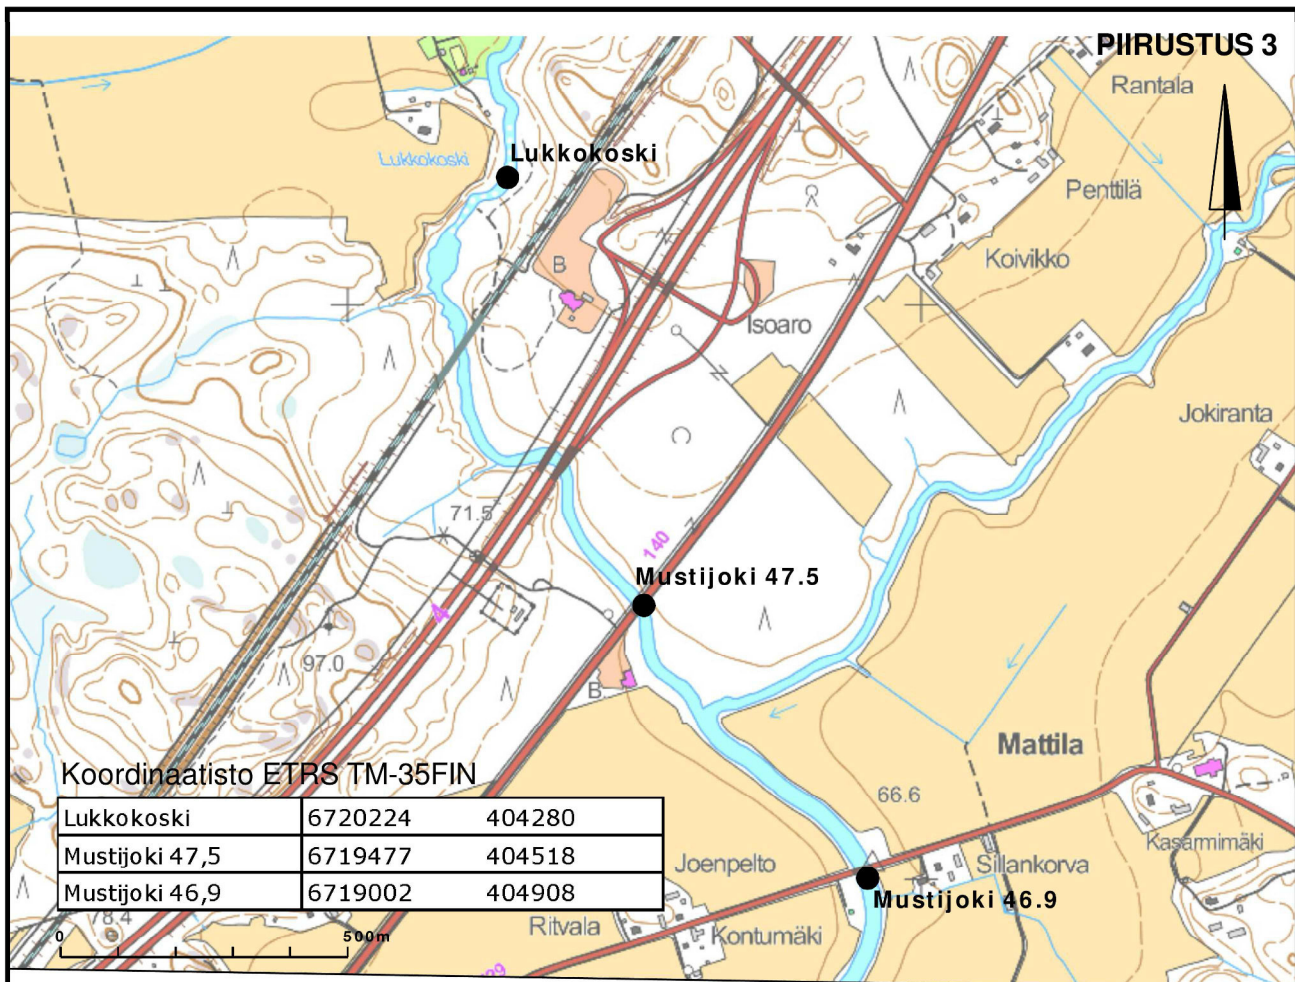 PIIRUSTUS 3
Rantala
Lukkokoski
Lukkokoski
Penttilä
Koivikko
B
Isoaro
Jokiranta
71.5
140
Mustijoki 47.5
4
97.0
B
Mattila
Koordinaatisto ETRS TM-35FIN
Lukkokoski 6720224 404280
Mustijoki 47,5 6719477 404518
Mustijoki 46,9 6719002 404908
66.6
Kasarmimäki
Joenpelto
Sillankorva
Mustijoki 46.9
78.4
Ritvala
Kontumäki
0 500m